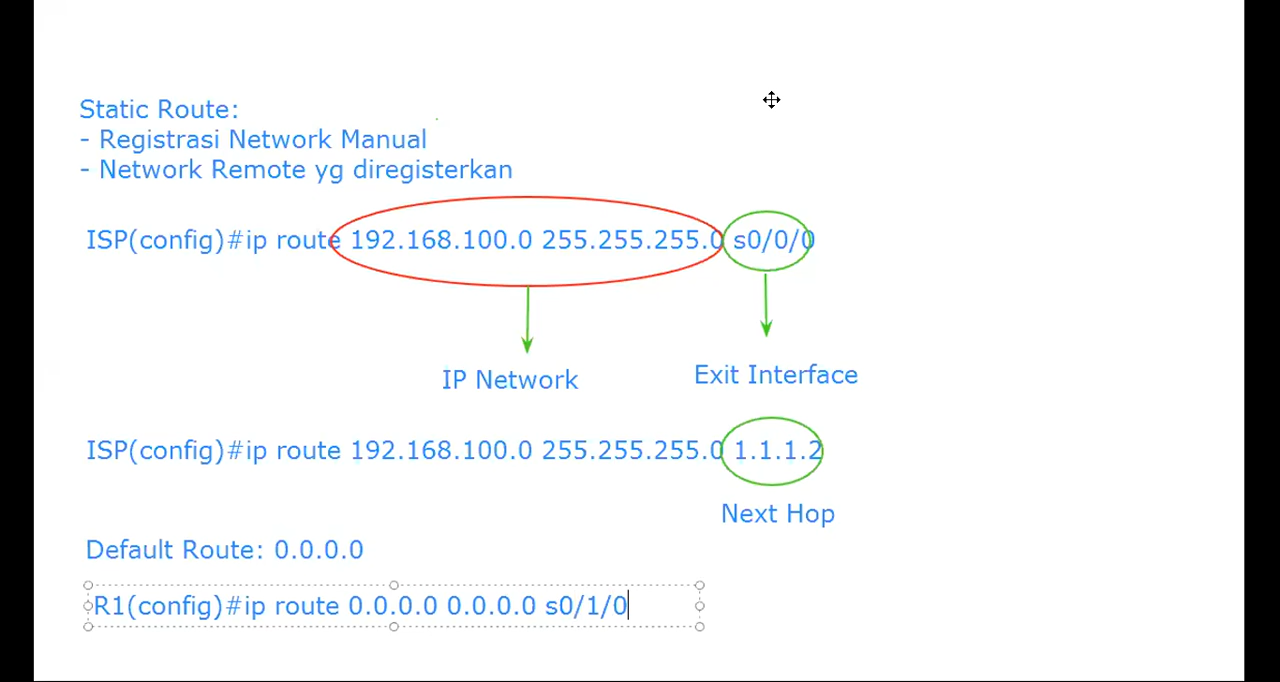 Static Route:
- Registrasi Network Manual
- Network Remote yg diregisterkan
ISP(config)#ip route 192.168.100.0 255.255.255.0 s0/0/0
IP Network
Exit Interface
ISP(config)#ip route 192.168.100.0 255.255.255.0 1.1.1.2
Next Hop
Default Route: 0.0.0.0
R1(config)#ip route 0.0.0.0 0.0.0.0 s0/1/0